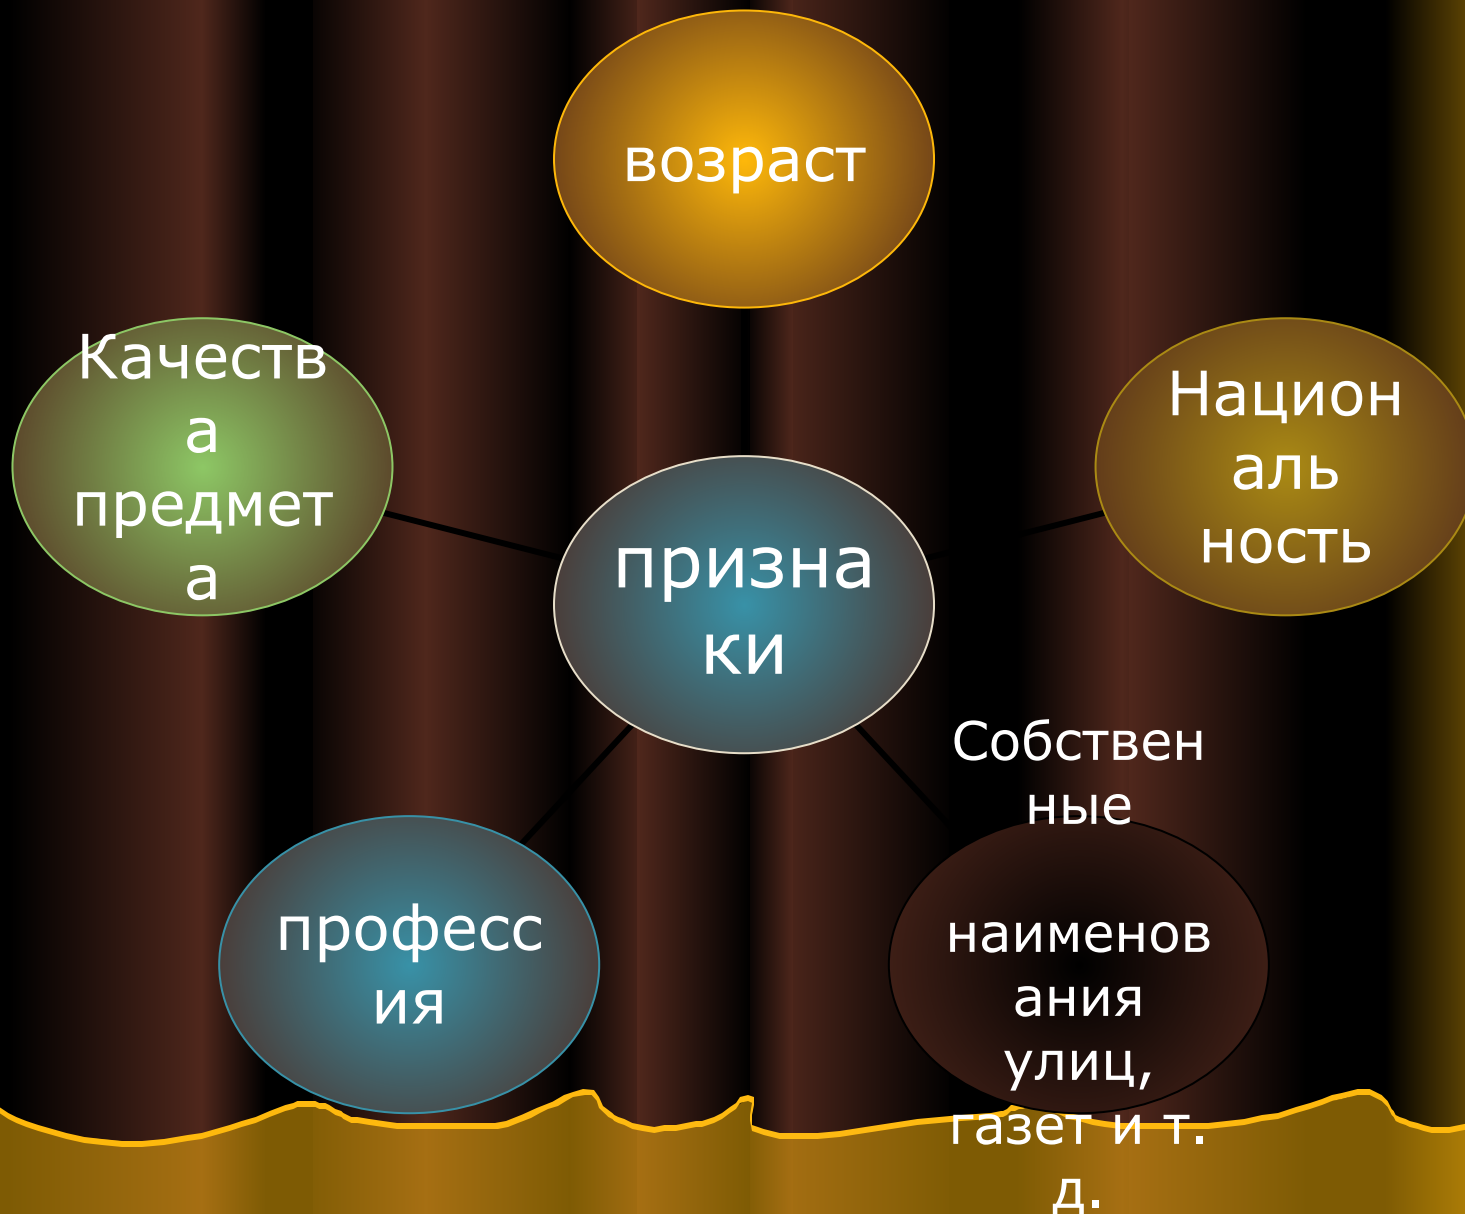 возраст
Качеств
а
предмет
а
Национ
аль
ность
призна
ки
професс
ия
Собствен
ные
наименов
ания
улиц,
газет и т.
д.